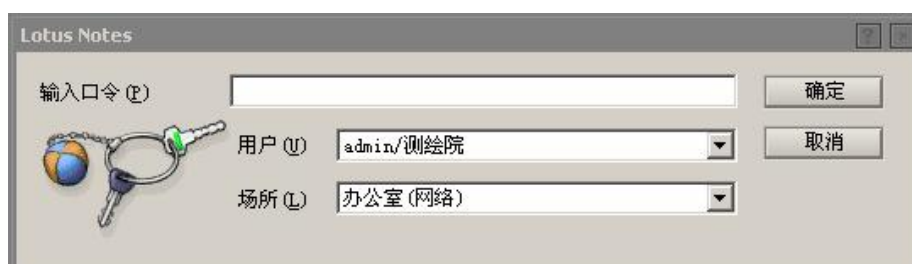 Lotus Notes
输入口令(P) 确定
用户(U) admin/测绘院 取消
场所(L) 办公室(网络)